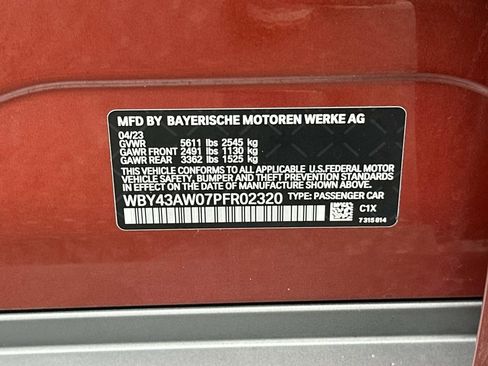 MFD BY BAYERISCHE MOTOREN WERKE AG
04/23
GVWR 5611 lbs 2545 kg
GAWR FRONT 2491 lbs 1130 kg
GAWR REAR 3362 lbs 1525 kg
THIS VEHICLE CONFORMS TO ALL APPLICABLE U.S.FEDERAL MOTOR
VEHICLE SAFETY, BUMPER, AND THEFT PREVENTION STANDARDS IN
EFFECT ON THE DATE OF MANUFACTURE SHOWN ABOVE.
WBY43AW07PFR02320 TYPE: PASSENGER CAR
C1X
7 315 814